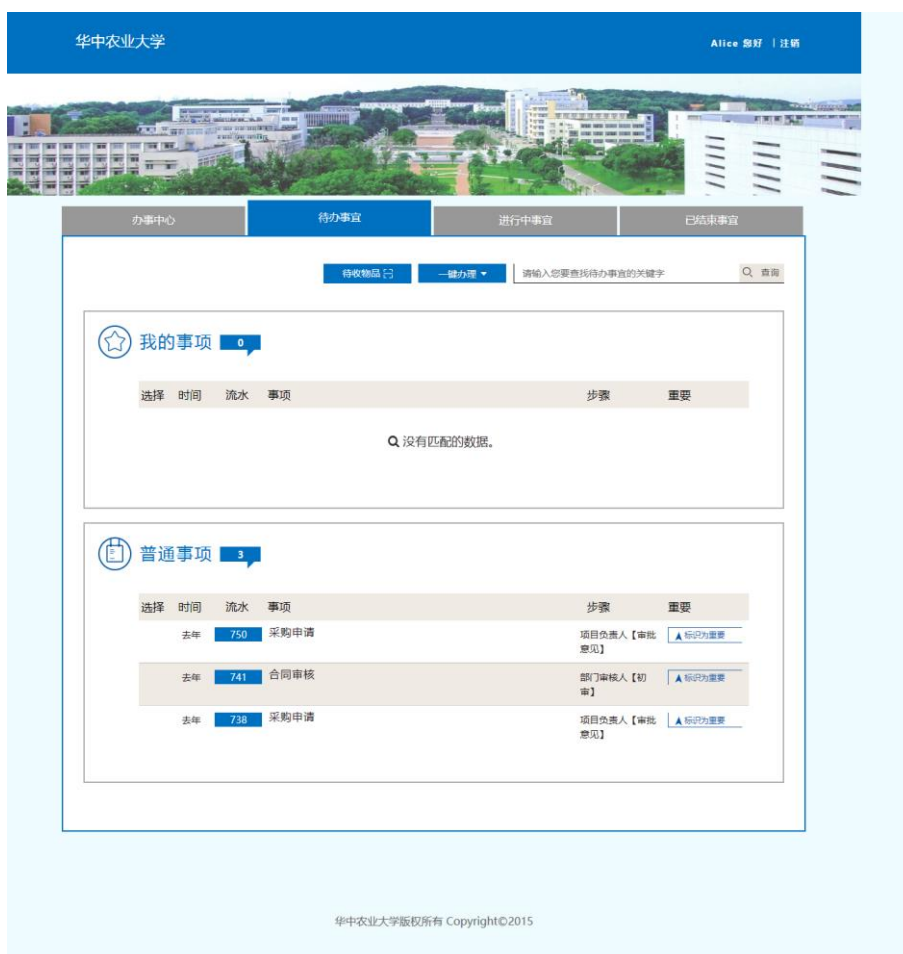 华中农业大学
Alice 您好 | 注销
办事中心
待办事宜
进行中事宜
已结束事宜
待收物品 [-]
一键办理
请输入您要查找待办事宜的关键字
查询
我的事项 0
选择 时间 流水 事项 步骤 重要
没有匹配的数据。
普通事项 3
选择 时间 流水 事项 步骤 重要
去年 750 采购申请 项目负责人【审批 标识为重要
意见】
去年 741 合同审核 部门审核人【初 标识为重要
审】
去年 738 采购申请 项目负责人【审批 标识为重要
意见】
华中农业大学版权所有 Copyright©2015